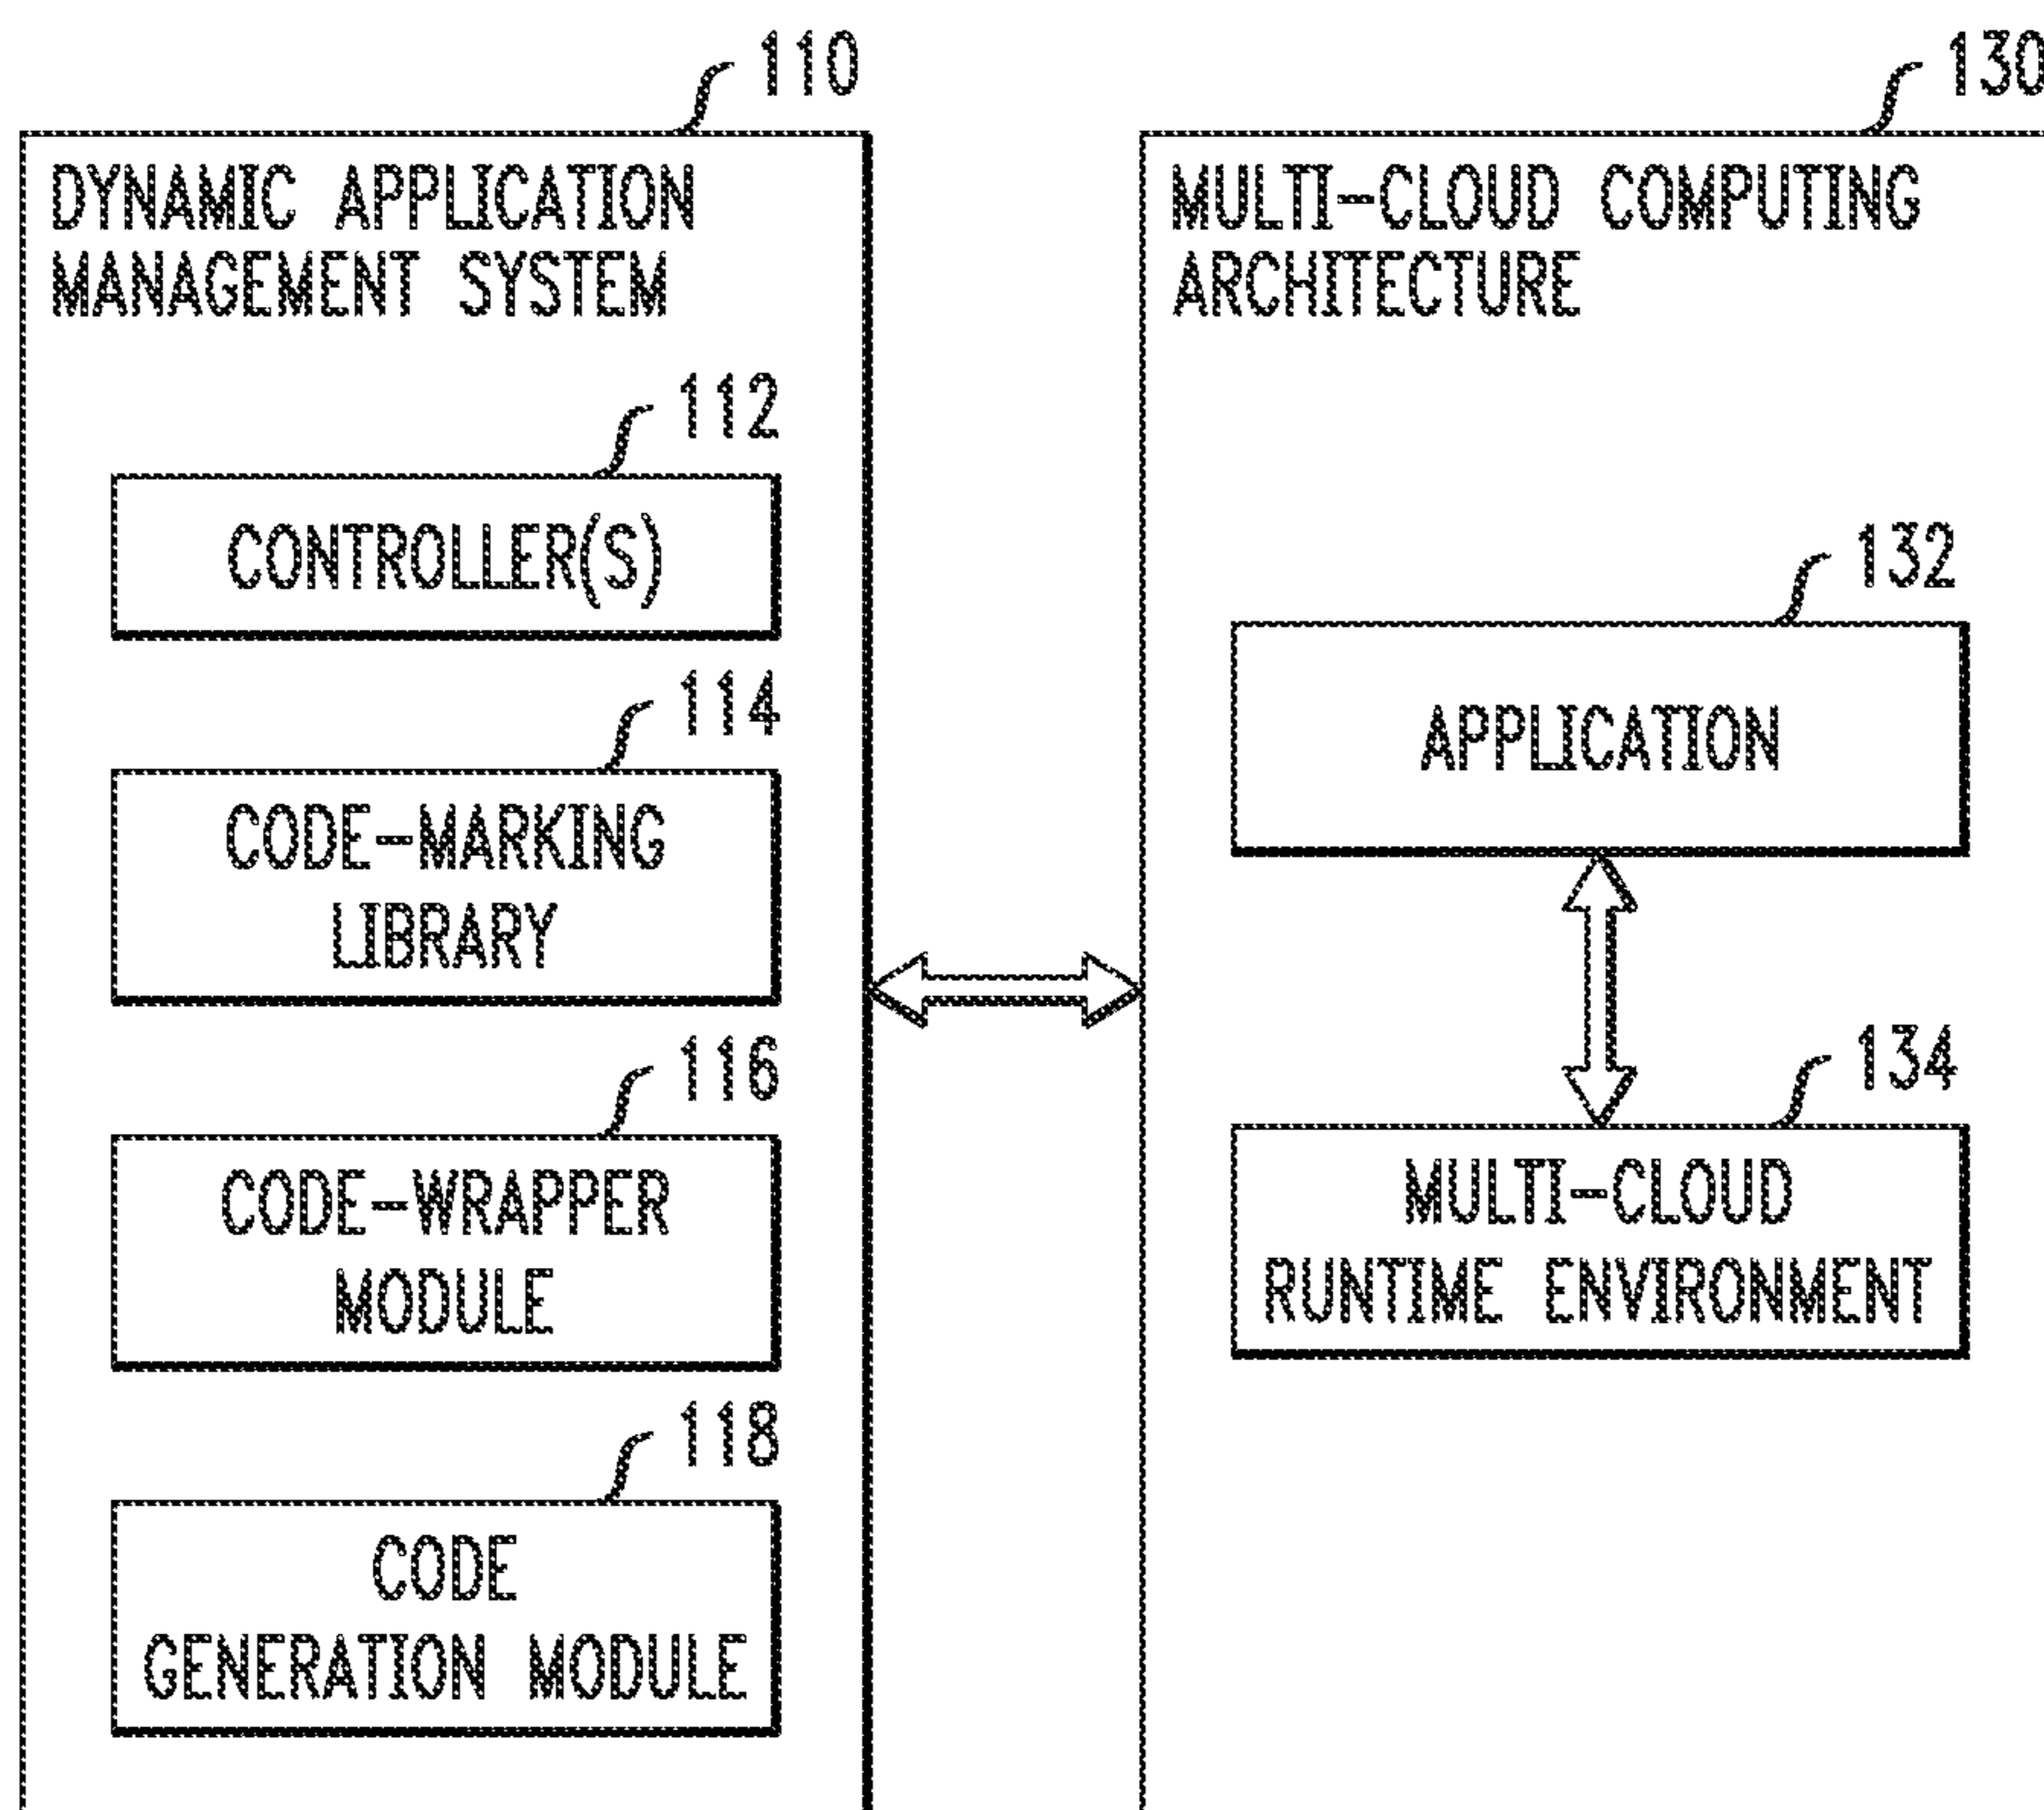 110
DYNAMIC APPLICATION
MANAGEMENT SYSTEM
112
CONTROLLER(S)
114
CODE-MARKING
LIBRARY
116
CODE-WRAPPER
MODULE
118
CODE
GENERATION MODULE
130
MULTI-CLOUD COMPUTING
ARCHITECTURE
132
APPLICATION
134
MULTI-CLOUD
RUNTIME ENVIRONMENT